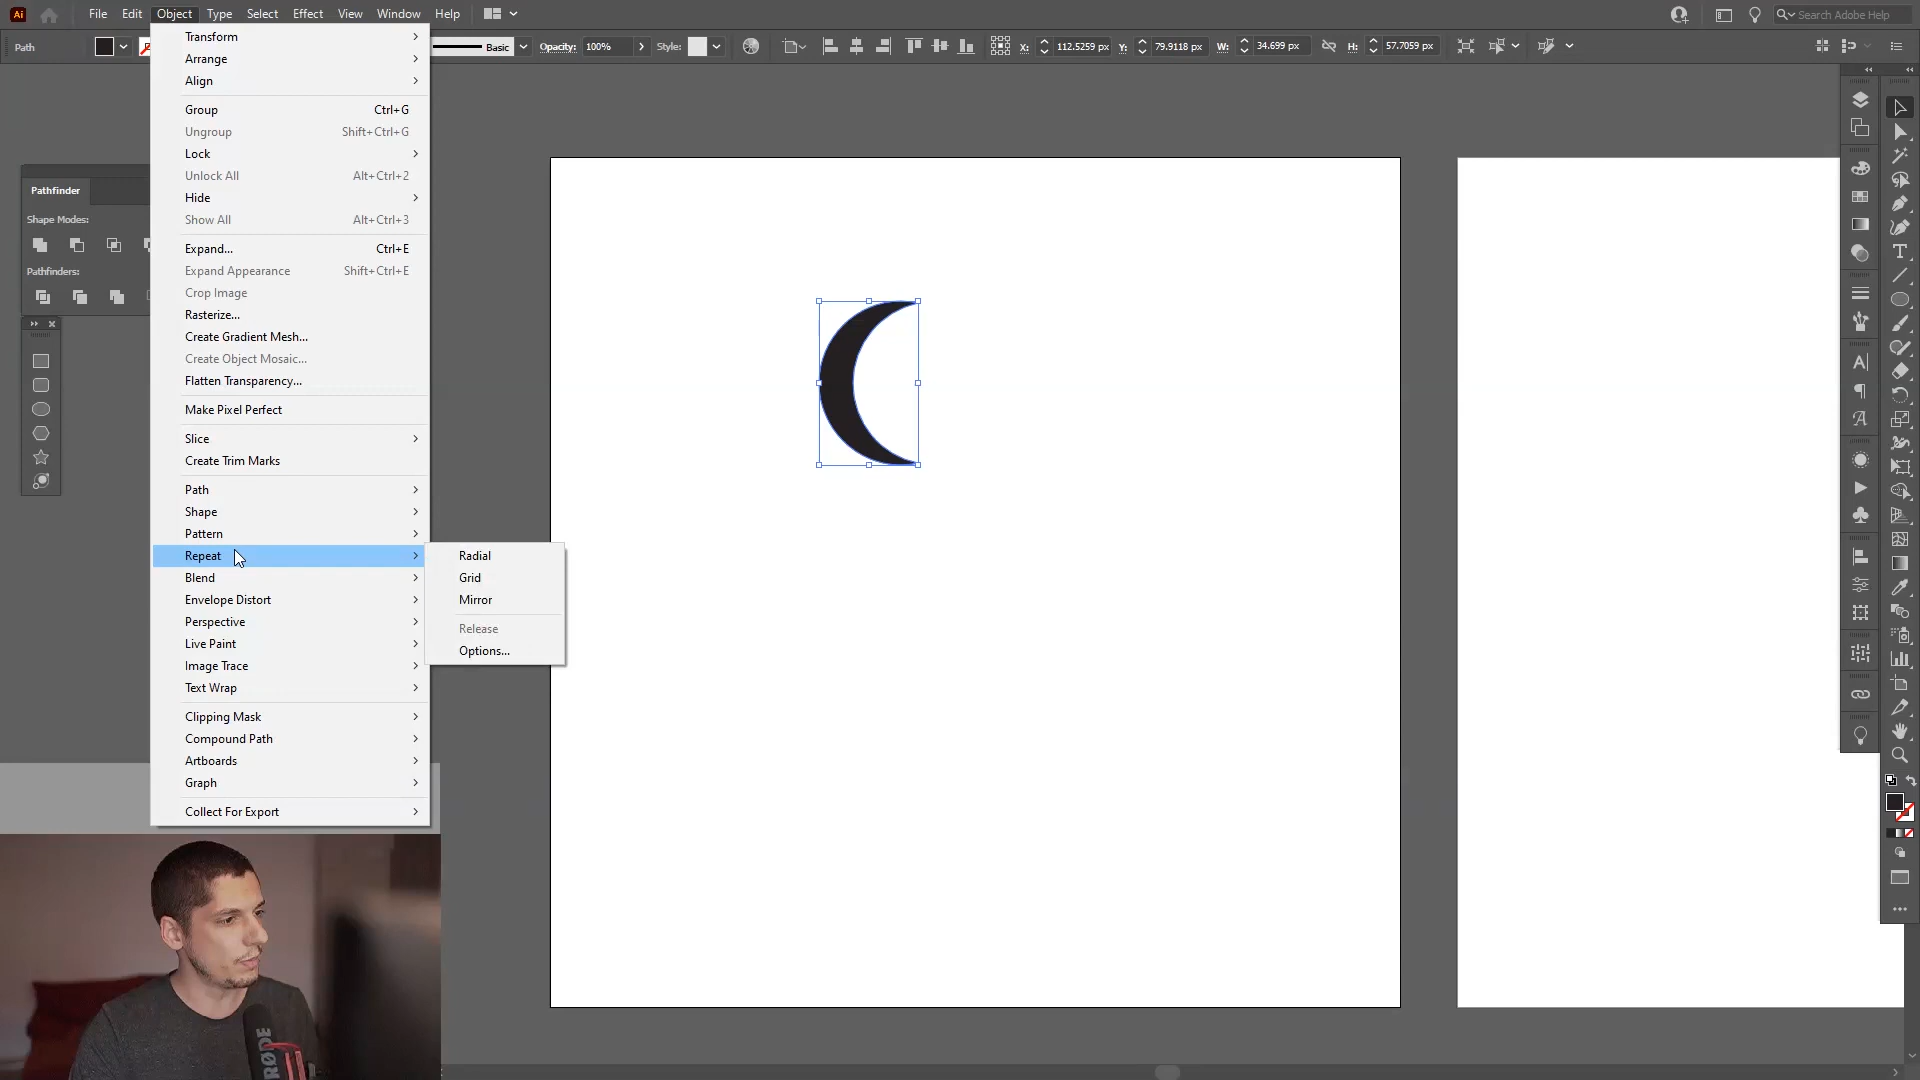 Ai
File Edit Object Type Select Effect View Window Help
Search Adobe Help
Path
Basic Opacity: 100% Style: X: 112.5259 px Y: 79.9118 px W: 34.699 px H: 57.7059 px
Transform
Arrange
Align
Group Ctrl+G
Ungroup Shift+Ctrl+G
Lock
Unlock All Alt+Ctrl+2
Hide
Show All Alt+Ctrl+3
Expand... Ctrl+E
Expand Appearance Shift+Ctrl+E
Crop Image
Rasterize...
Create Gradient Mesh...
Create Object Mosaic...
Flatten Transparency...
Make Pixel Perfect
Slice
Create Trim Marks
Path
Shape
Pattern
Repeat
Blend
Envelope Distort
Perspective
Live Paint
Image Trace
Text Wrap
Clipping Mask
Compound Path
Artboards
Graph
Collect For Export
Radial
Grid
Mirror
Release
Options...
Pathfinder
Shape Modes:
Pathfinders:
RØDE